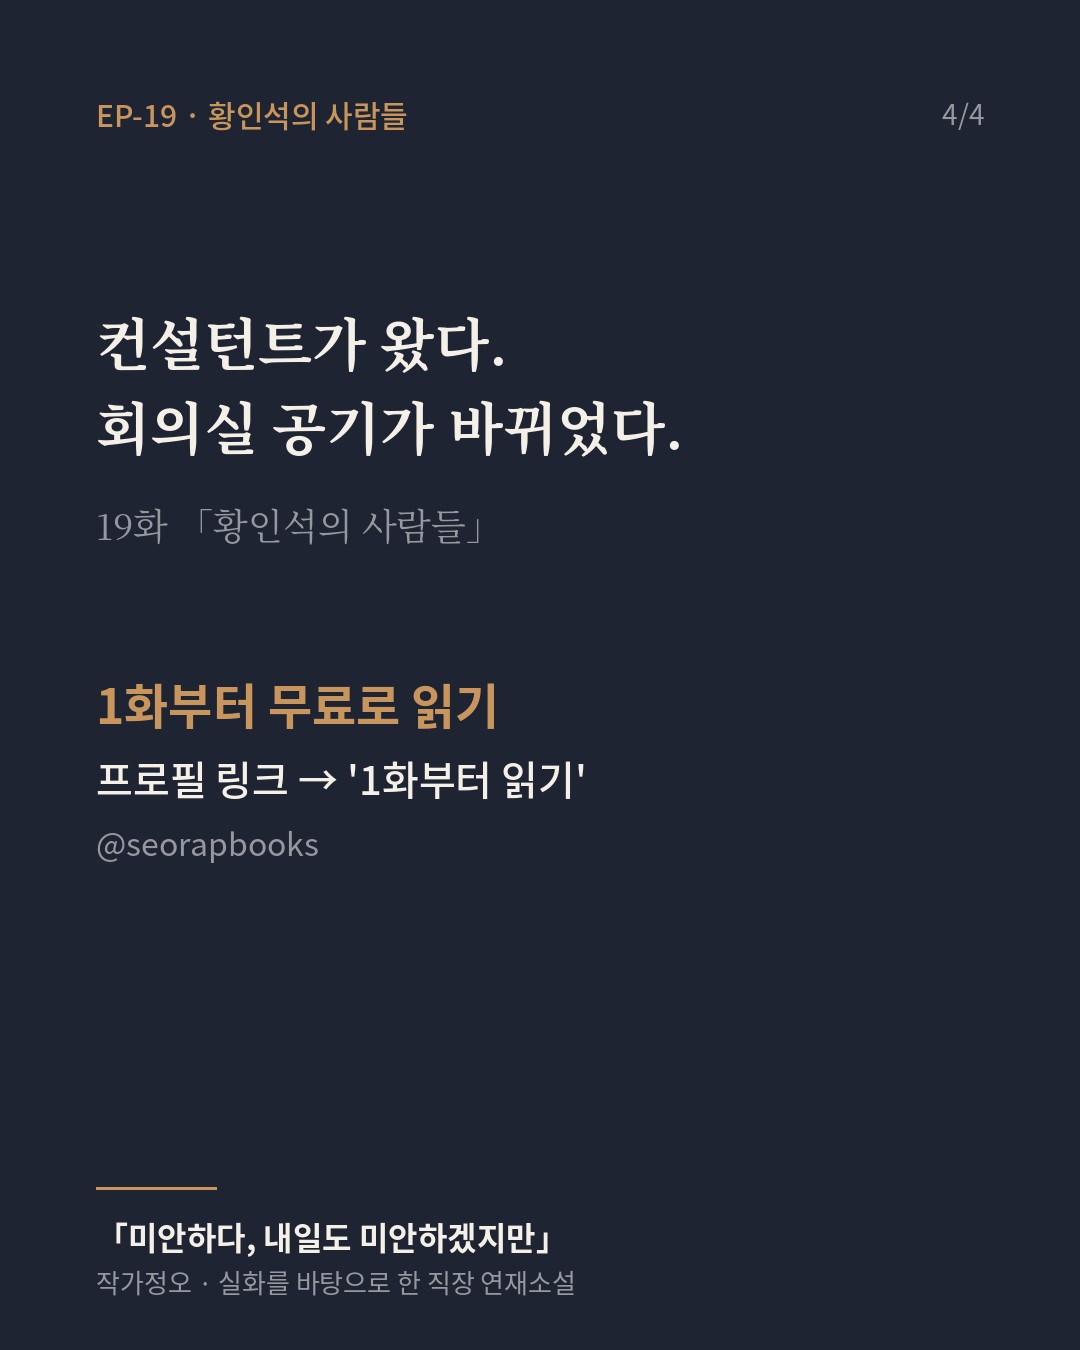 EP-19 · 황인석의 사람들
4/4
컨설턴트가 왔다.
회의실 공기가 바뀌었다.
19화 「황인석의 사람들」
1화부터 무료로 읽기
프로필 링크 → '1화부터 읽기'
@seorapbooks
「미안하다, 내일도 미안하겠지만」
작가정오 · 실화를 바탕으로 한 직장 연재소설